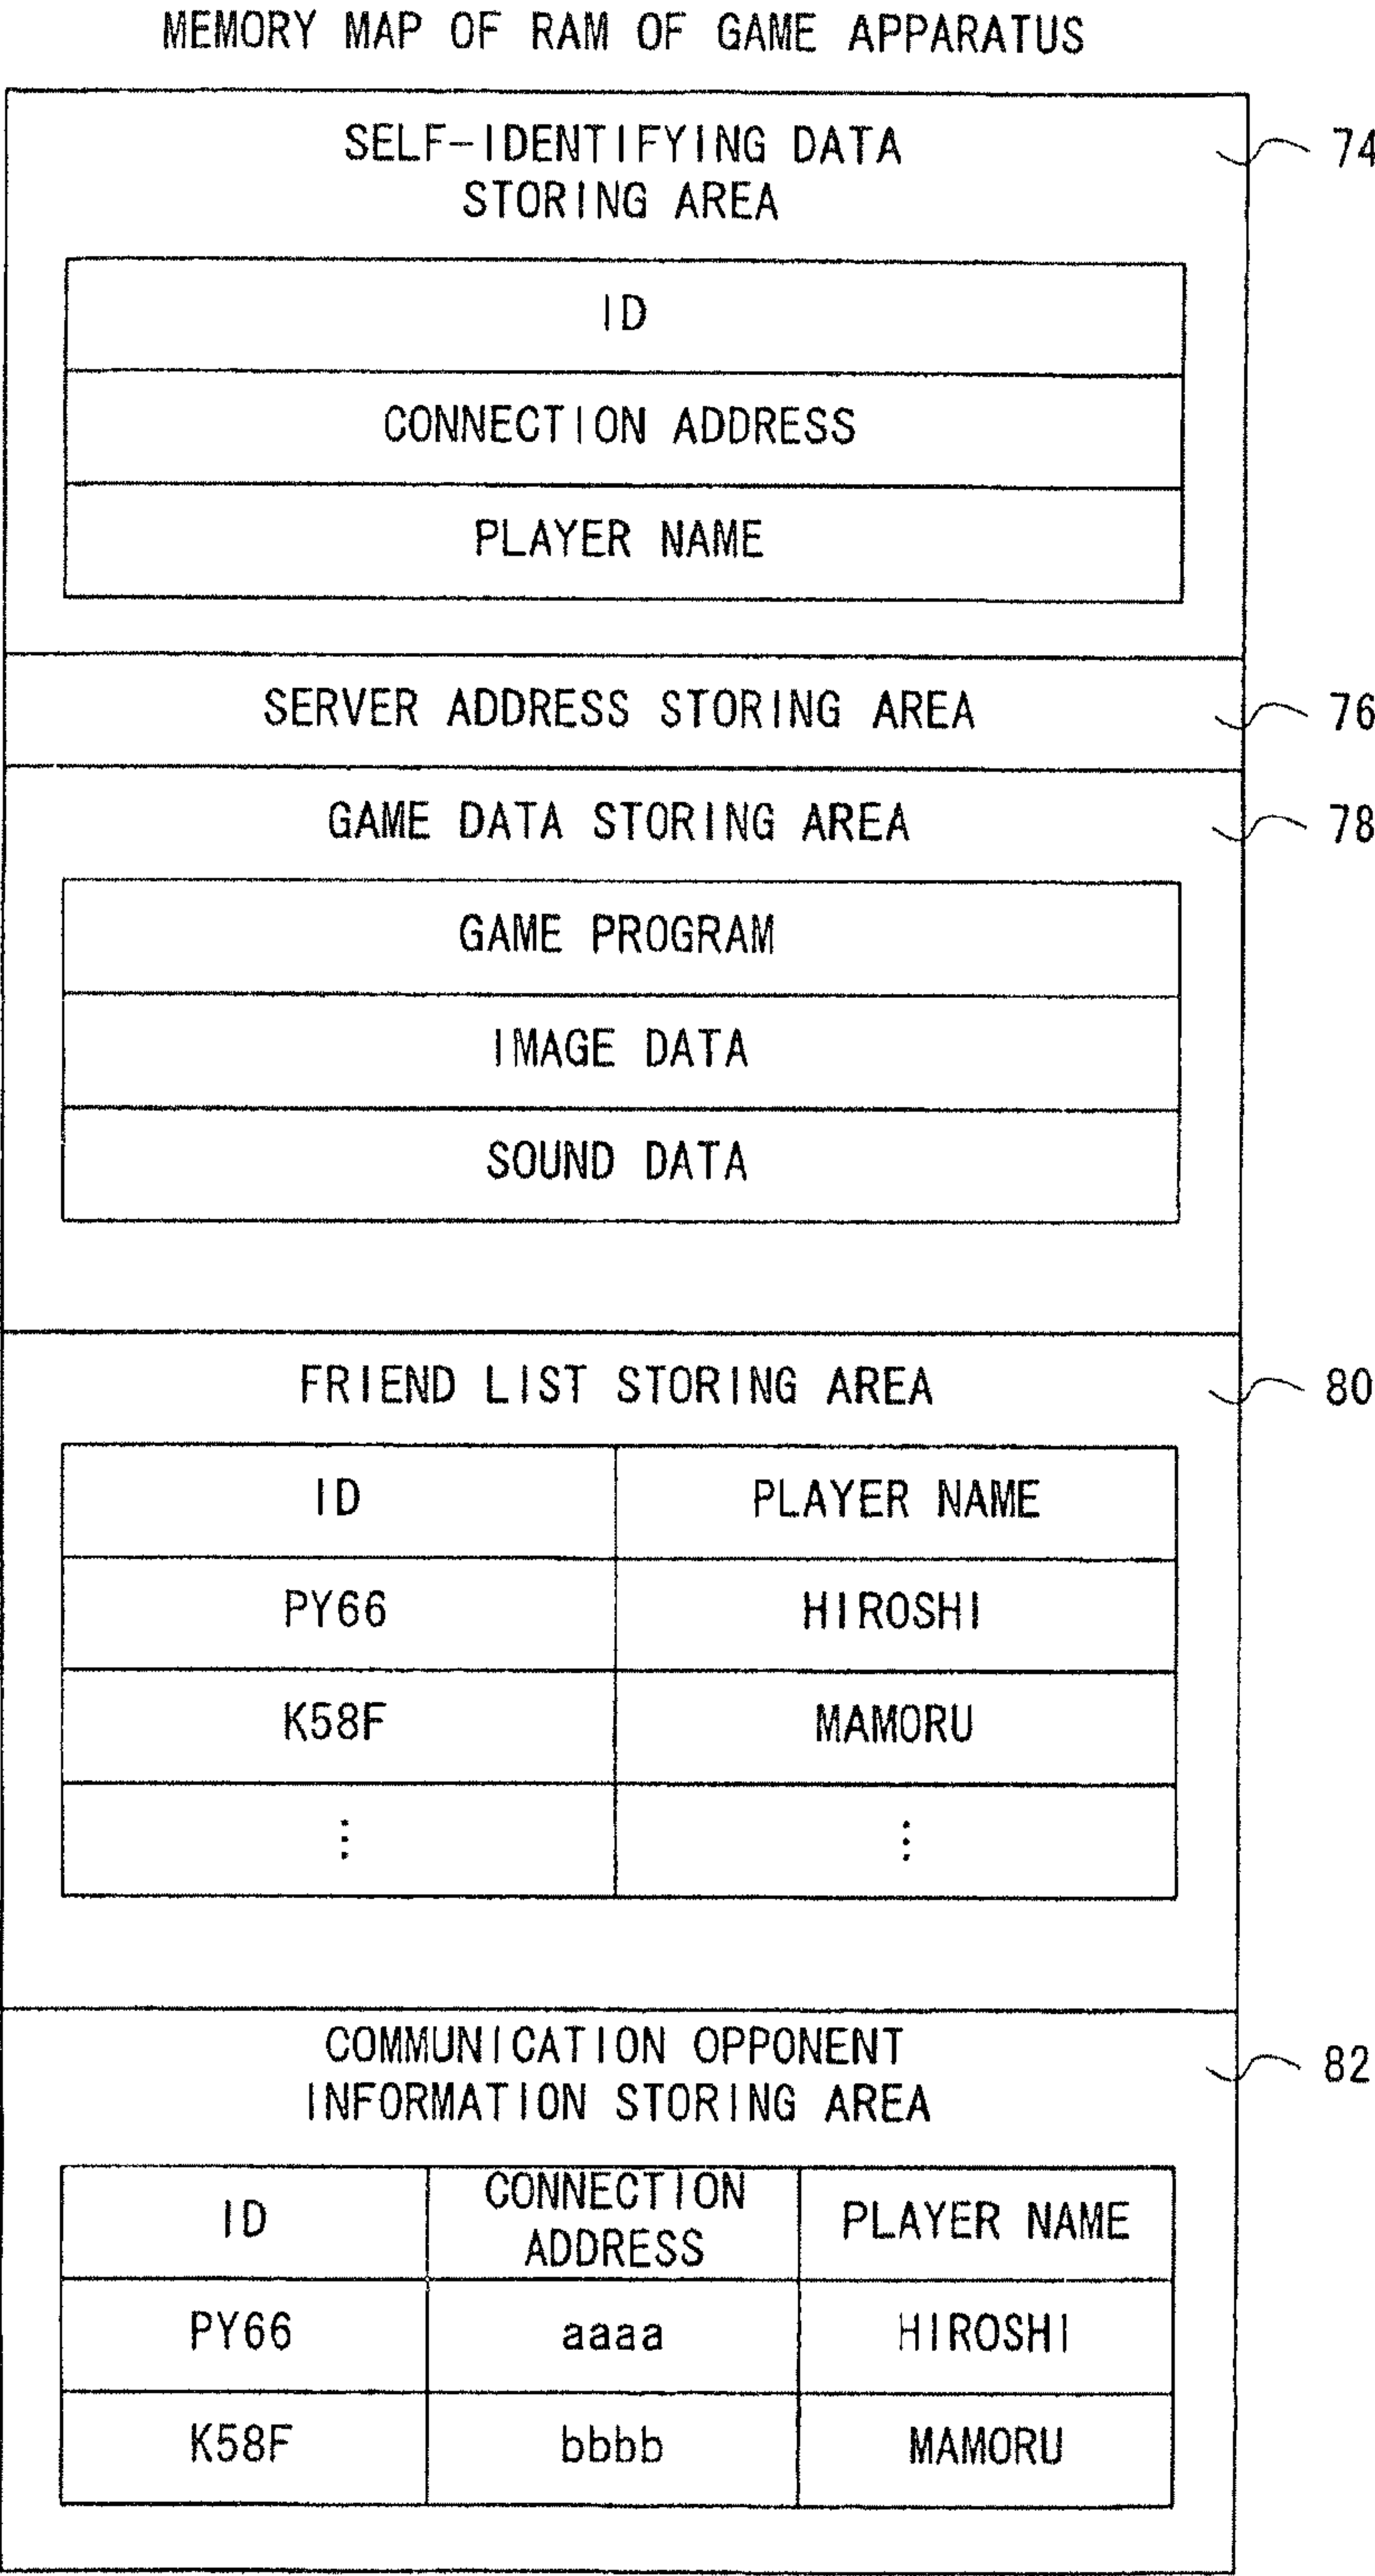 MEMORY MAP OF RAM OF GAME APPARATUS
SELF-IDENTIFYING DATA
STORING AREA
74
ID
CONNECTION ADDRESS
PLAYER NAME
SERVER ADDRESS STORING AREA
76
GAME DATA STORING AREA
78
GAME PROGRAM
IMAGE DATA
SOUND DATA
FRIEND LIST STORING AREA
80
ID PLAYER NAME
PY66 HIROSHI
K58F MAMORU
⋮ ⋮
COMMUNICATION OPPONENT
INFORMATION STORING AREA
82
ID CONNECTION ADDRESS PLAYER NAME
PY66 aaaa HIROSHI
K58F bbbb MAMORU